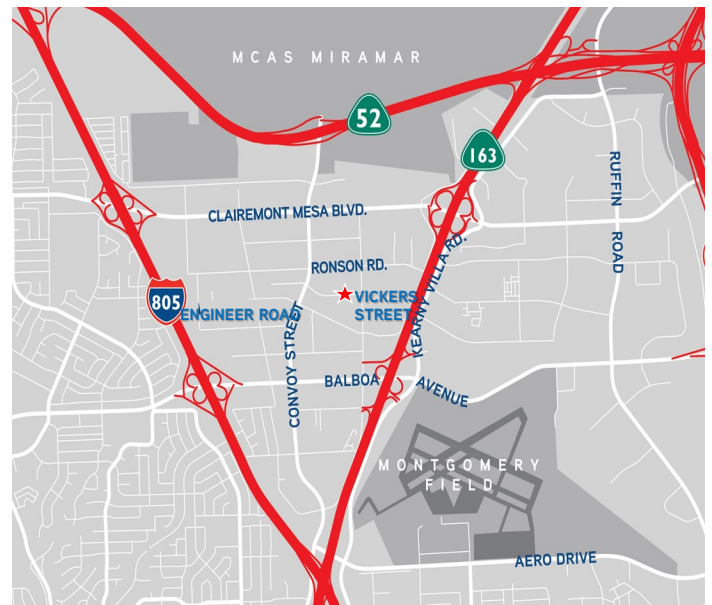 MCAS MIRAMAR
52
163
RUFFIN ROAD
CLAIREMONT MESA BLVD.
KEARNY VILLA RD.
RONSON RD.
805
VICKERS
STREET
ENGINEER ROAD
CONVOY STREET
BALBOA AVENUE
MONTGOMERY
FIELD
AERO DRIVE